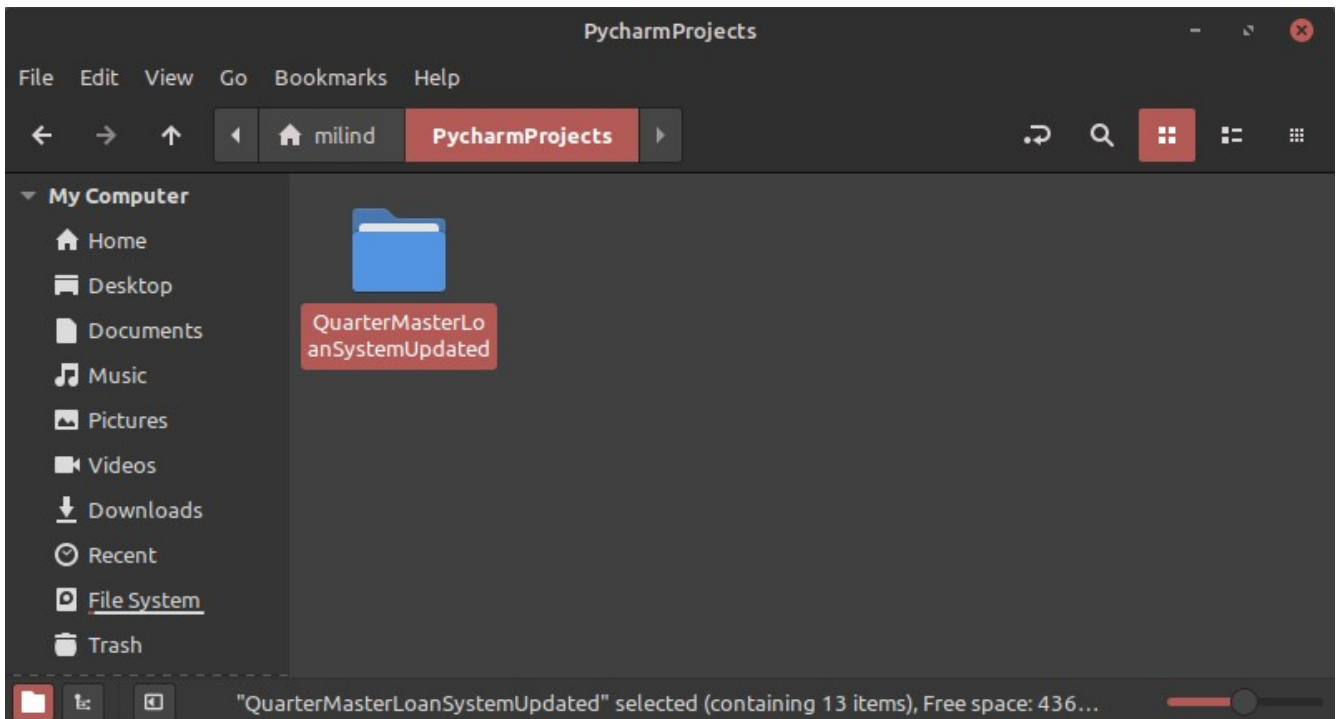 PycharmProjects
File Edit View Go Bookmarks Help
milind PycharmProjects
My Computer
Home
Desktop
Documents
Music
Pictures
Videos
Downloads
Recent
File System
Trash
QuarterMasterLo
anSystemUpdated
"QuarterMasterLoanSystemUpdated" selected (containing 13 items), Free space: 436...